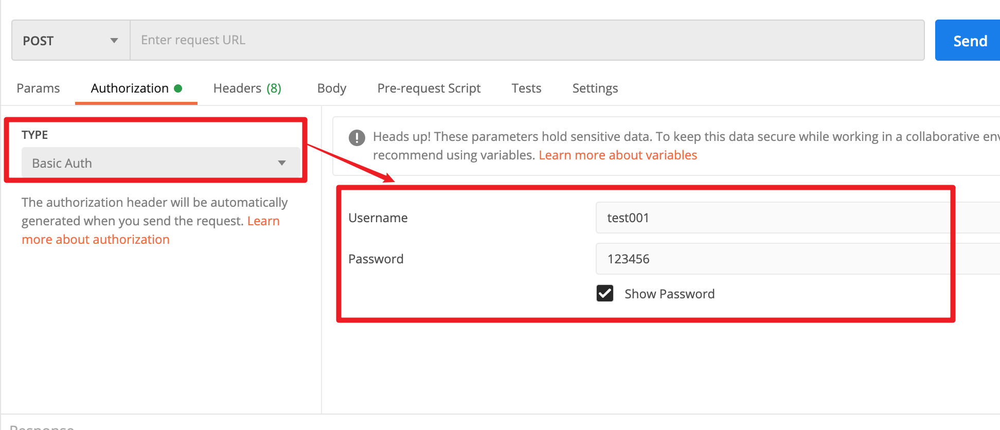 POST
Enter request URL
Send
Params
Authorization
Headers (8)
Body
Pre-request Script
Tests
Settings
TYPE
Basic Auth
The authorization header will be automatically
generated when you send the request. Learn
more about authorization
Heads up! These parameters hold sensitive data. To keep this data secure while working in a collaborative
recommend using variables. Learn more about variables
Username
test001
Password
123456
Show Password
Response